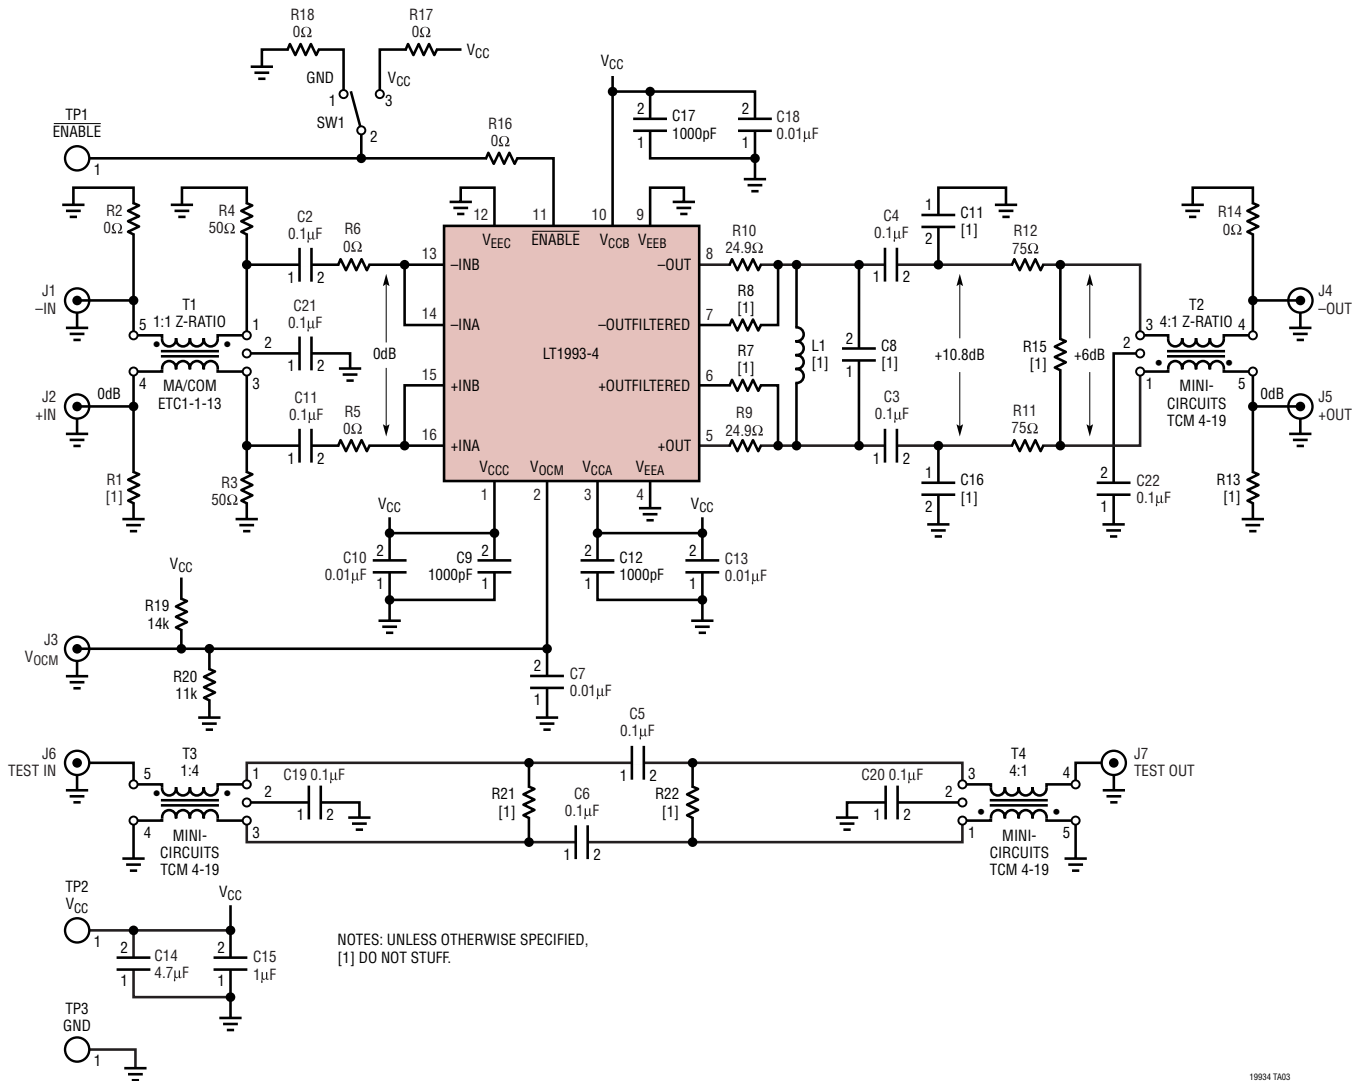 R18
0Ω
R17
0Ω
VCC
GND
VCC
1
3
SW1
2
TP1
ENABLE
1
R16
0Ω
VCC
2
C17
1000pF
1
2
C18
0.01µF
1
R2
0Ω
R4
50Ω
C2
0.1µF
1
2
R6
0Ω
12
11
10
9
VEEC
ENABLE
VCCB
VEEB
13
–INB
14
–INA
15
+INB
16
+INA
LT1993-4
8
–OUT
7
–OUTFILTERED
6
+OUTFILTERED
5
+OUT
VCCC
VOCM
VCCA
VEEA
1
2
3
4
J1
–IN
T1
1:1 Z-RATIO
5
1
2
4
3
MA/COM
ETC1-1-13
C21
0.1µF
1
2
0dB
J2
+IN
0dB
C11
0.1µF
1
2
R5
0Ω
R1
[1]
R3
50Ω
R10
24.9Ω
R8
[1]
R7
[1]
R9
24.9Ω
L1
[1]
2
C8
[1]
1
C4
0.1µF
1
2
C3
0.1µF
1
2
1
C11
[1]
2
+10.8dB
1
C16
[1]
2
R12
75Ω
R11
75Ω
R15
[1]
+6dB
T2
4:1 Z-RATIO
3
4
2
1
5
MINI-
CIRCUITS
TCM 4-19
2
C22
0.1µF
1
R14
0Ω
J4
–OUT
0dB
J5
+OUT
R13
[1]
VCC
C10
0.01µF
2
1
C9
1000pF
2
1
VCC
2
C12
1000pF
1
2
C13
0.01µF
1
VCC
R19
14k
J3
VOCM
R20
11k
2
C7
0.01µF
1
J6
TEST IN
T3
1:4
5
1
2
4
3
MINI-
CIRCUITS
TCM 4-19
C19 0.1µF
1
2
R21
[1]
C5
0.1µF
1
2
C6
0.1µF
1
2
R22
[1]
C20 0.1µF
1
2
T4
4:1
3
4
2
1
5
MINI-
CIRCUITS
TCM 4-19
J7
TEST OUT
TP2
VCC
1
VCC
2
C14
4.7µF
1
2
C15
1µF
1
NOTES: UNLESS OTHERWISE SPECIFIED,
[1] DO NOT STUFF.
TP3
GND
1
19934 TA03